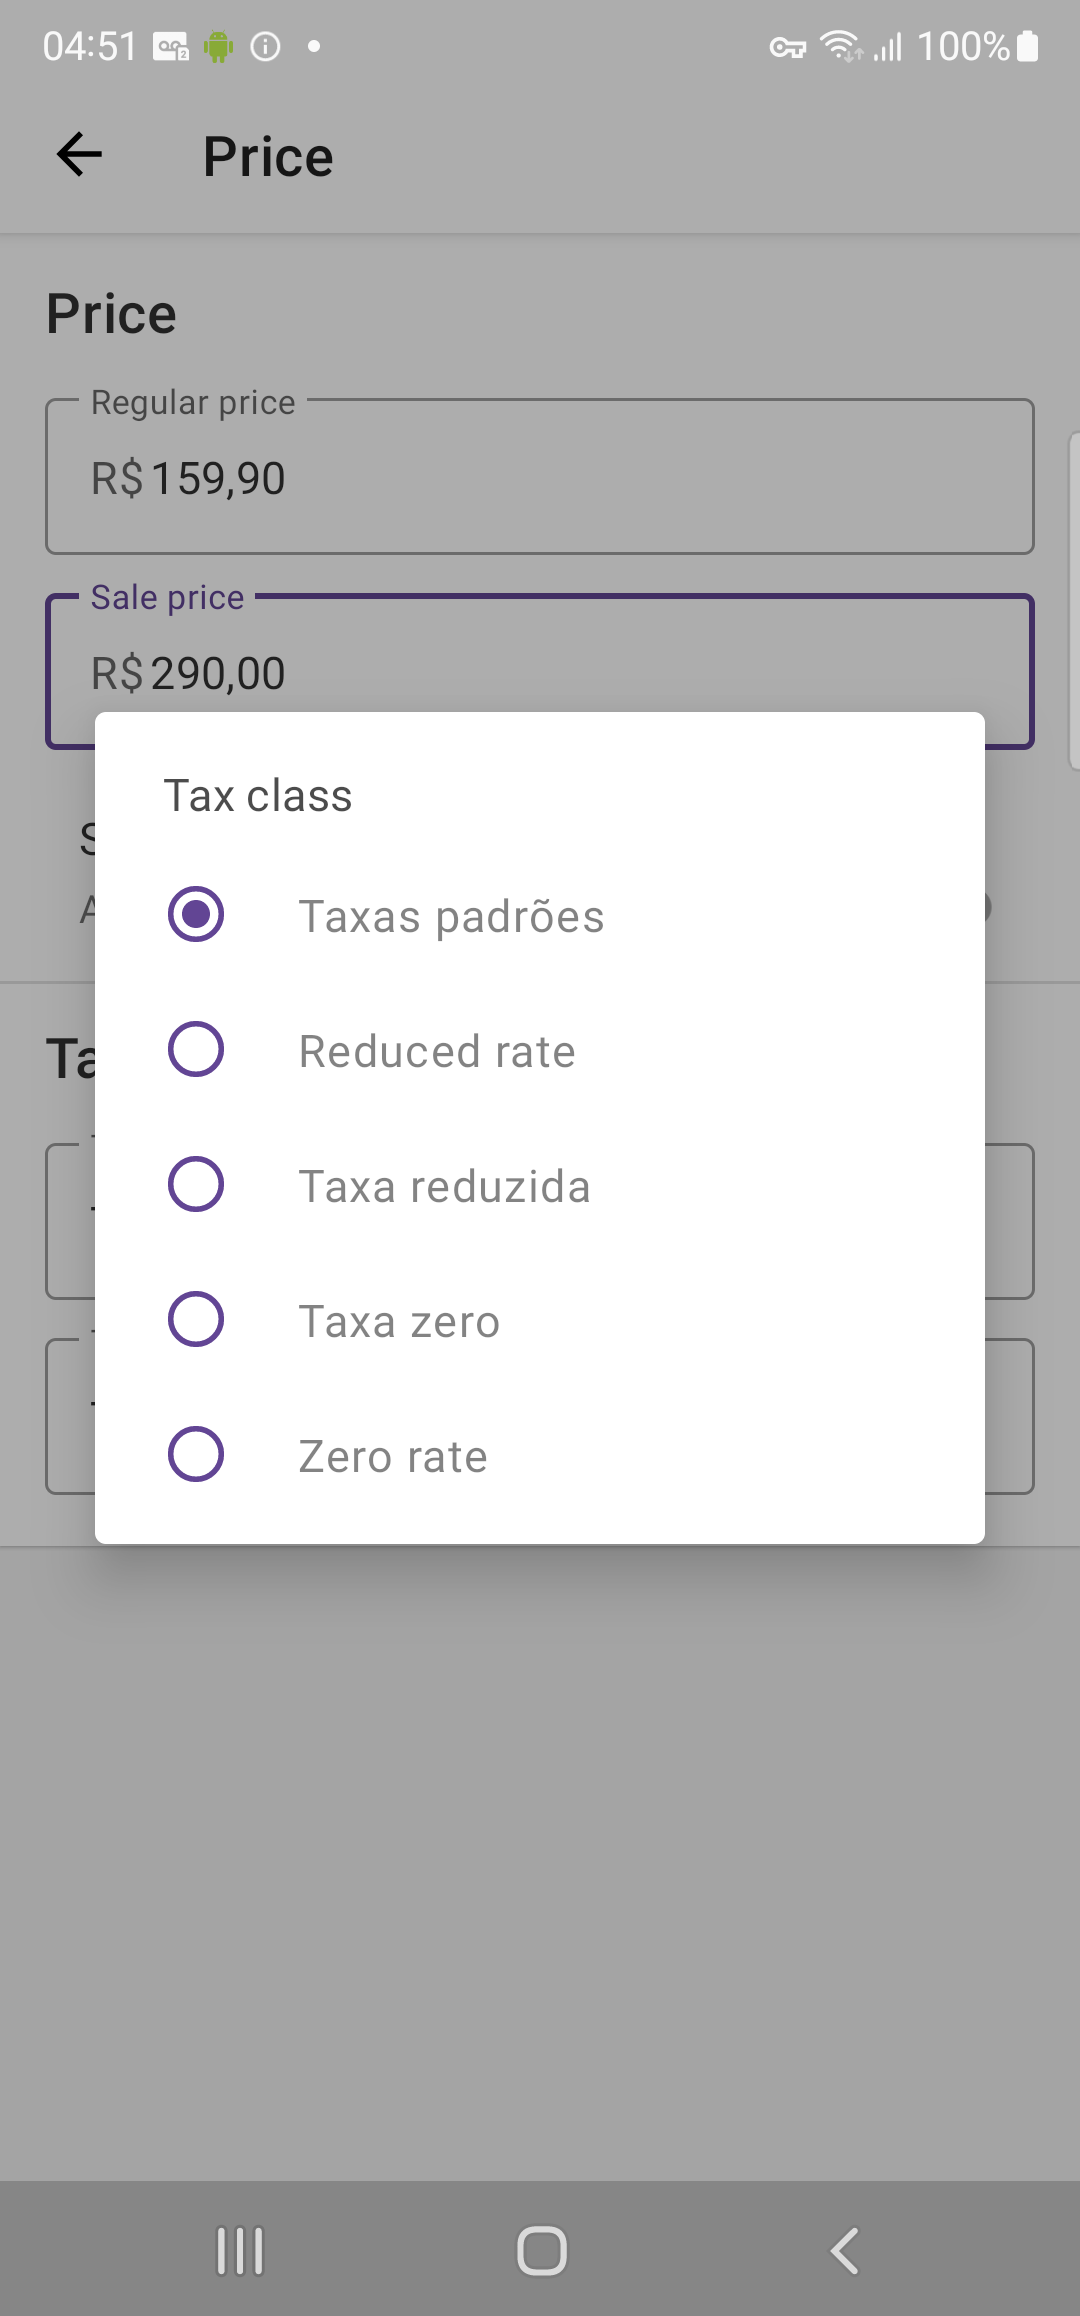 04:51
100%
Price
Price
Regular price
R$ 159,90
Sale price
R$ 290,00
Tax class
Taxas padrões
Reduced rate
Taxa reduzida
Taxa zero
Zero rate